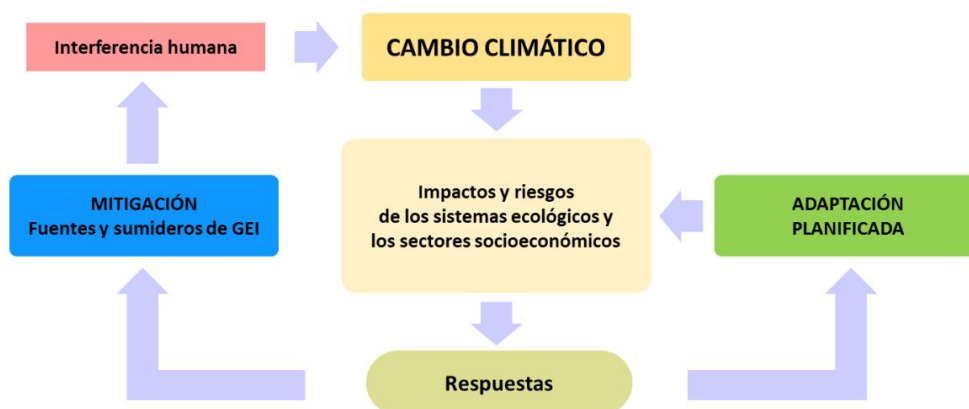 Interferencia humana
CAMBIO CLIMÁTICO
MITIGACIÓN
Fuentes y sumideros de GEI
Impactos y riesgos
de los sistemas ecológicos y
los sectores socioeconómicos
ADAPTACIÓN
PLANIFICADA
Respuestas